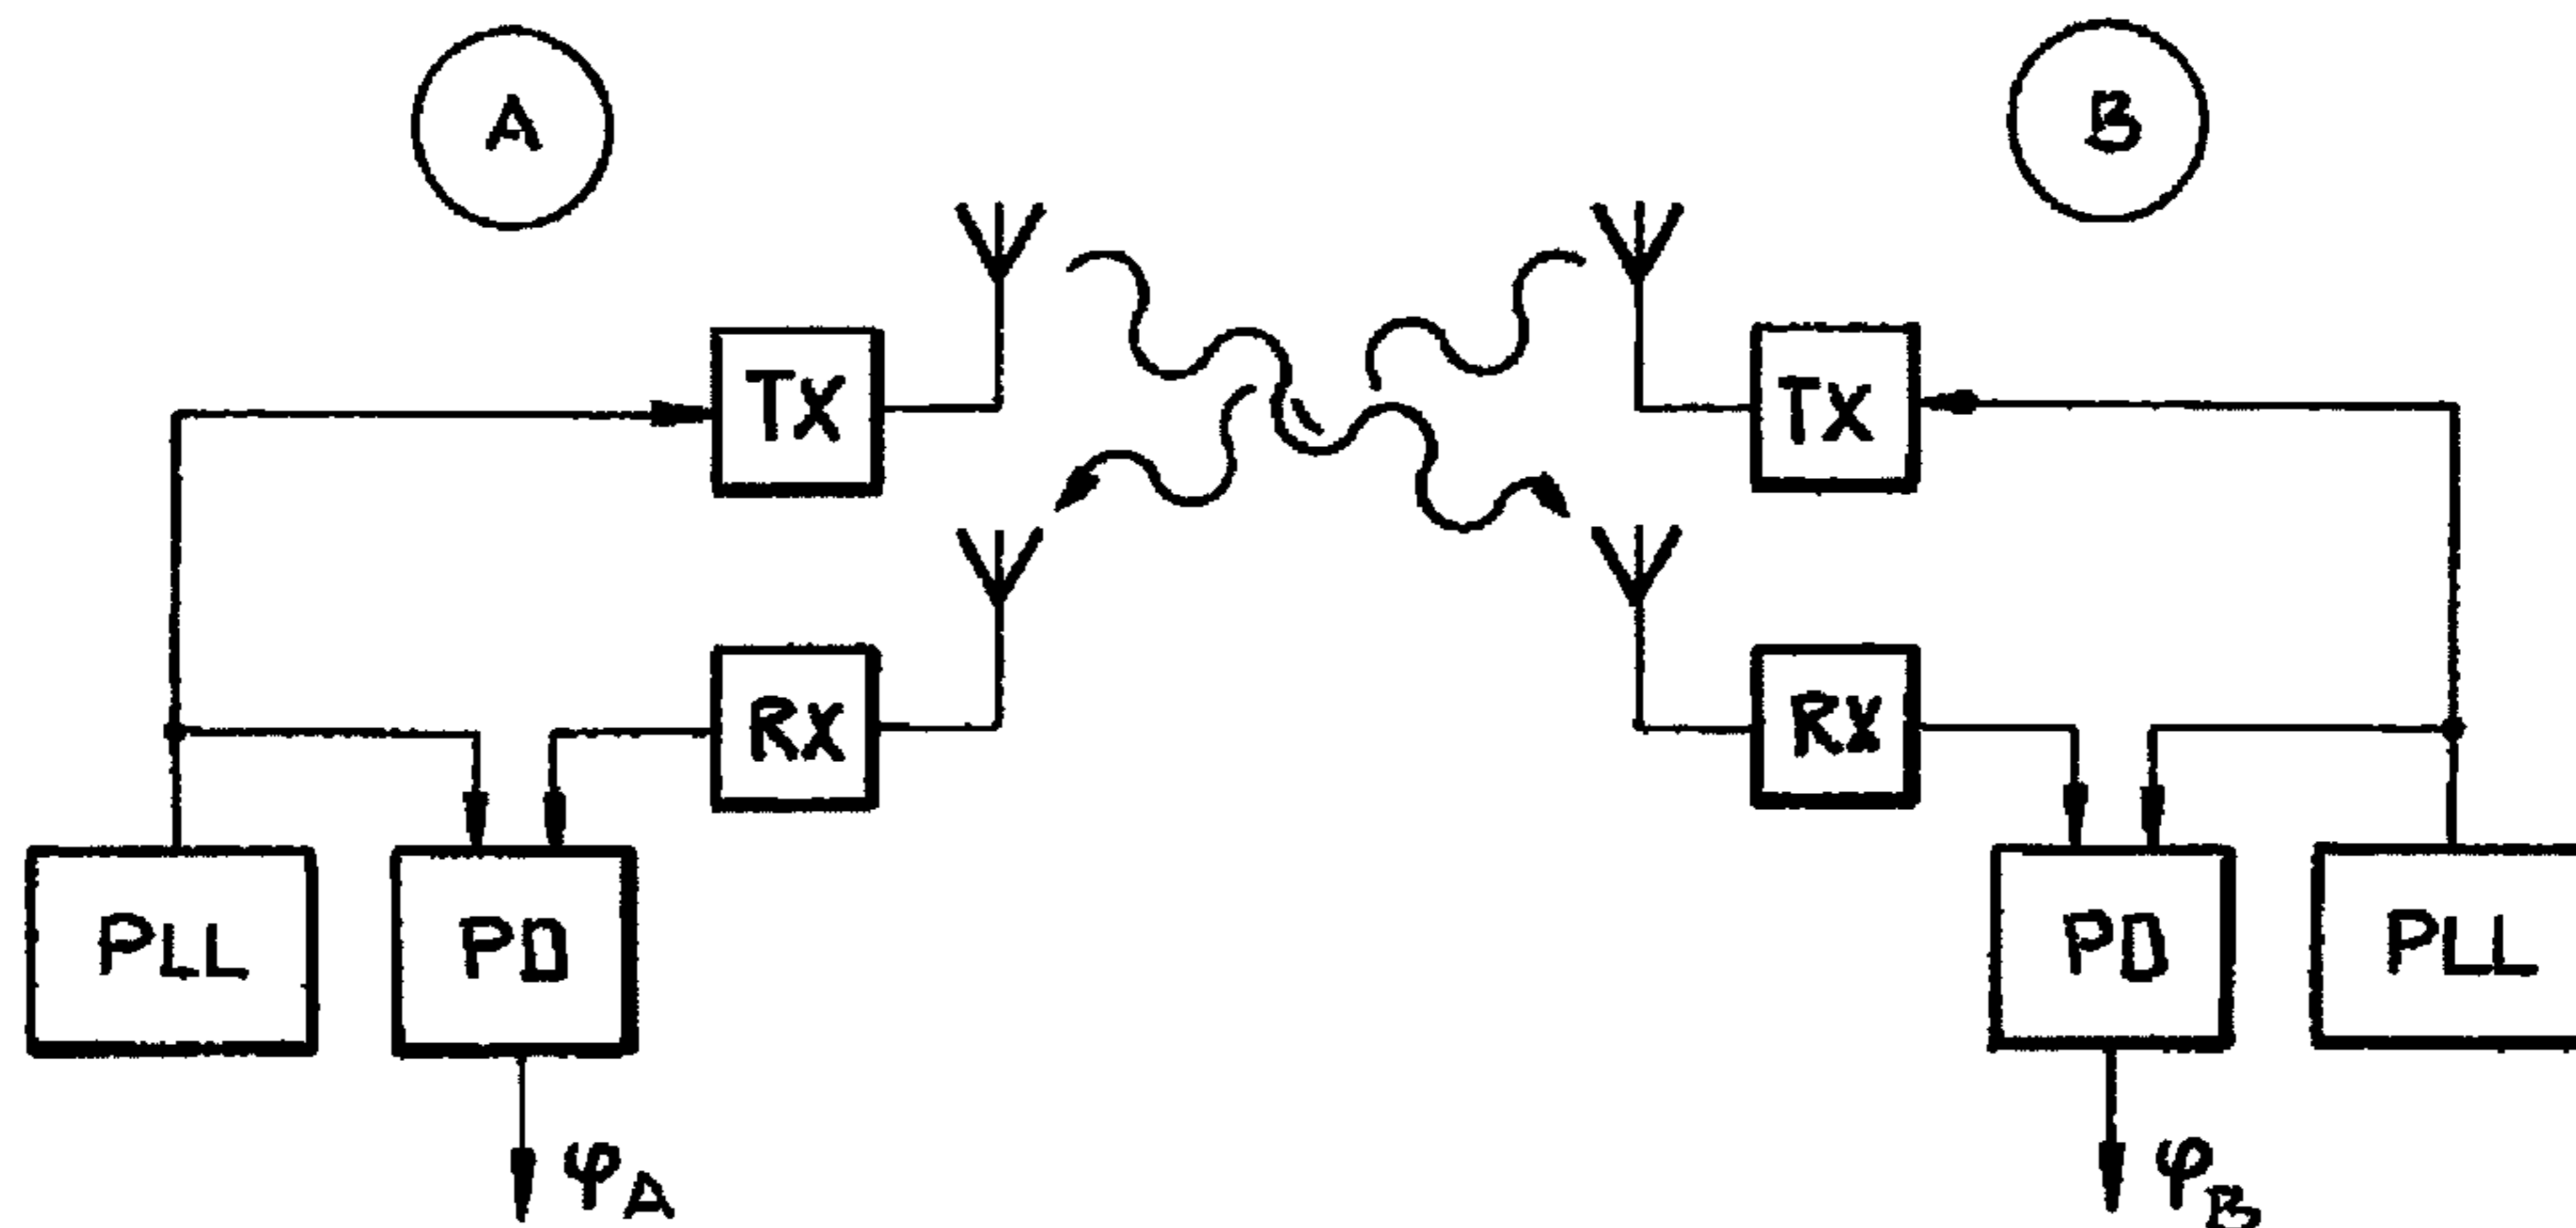 A B
TX TX
RX RX
PLL PD PD PLL
φA φB